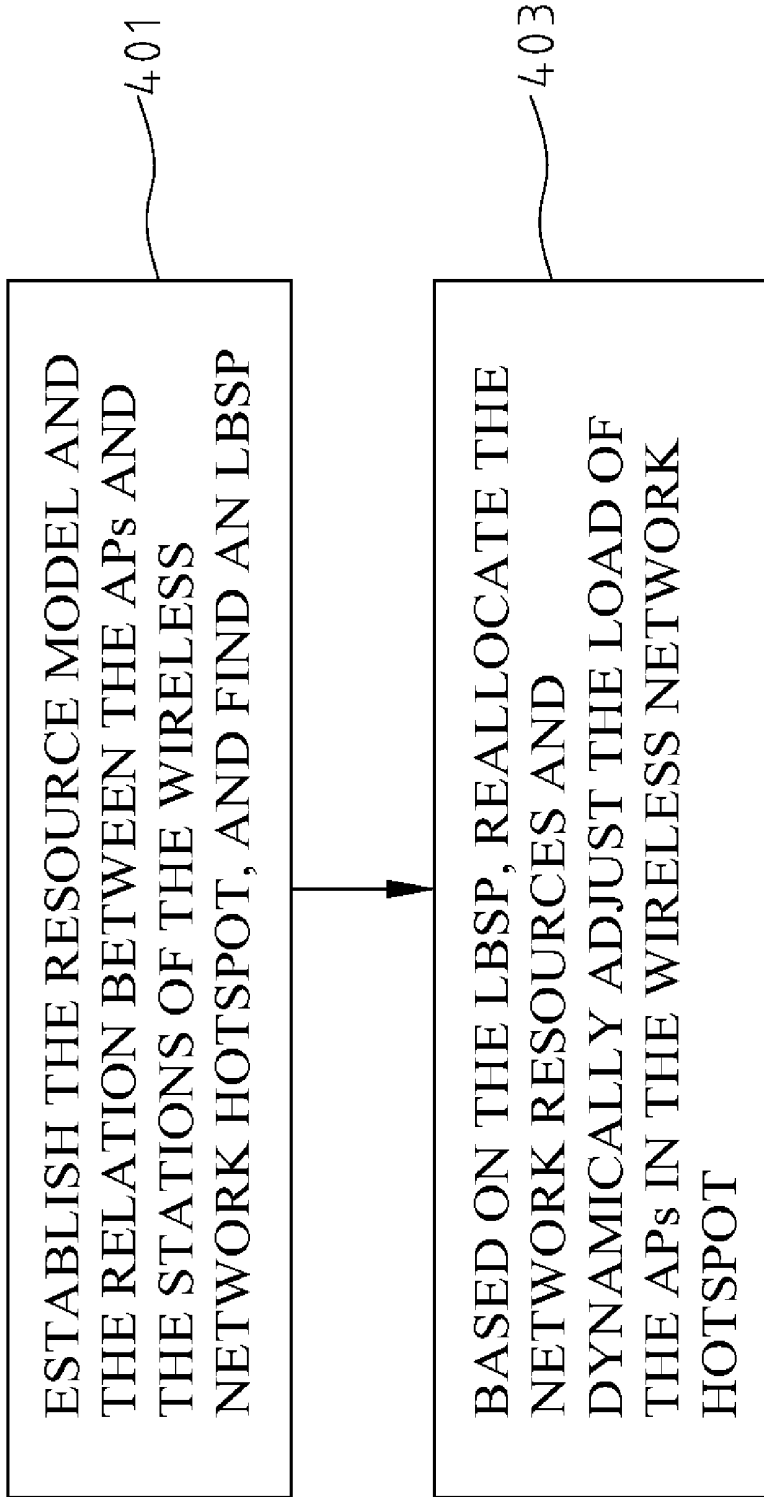 ESTABLISH THE RESOURCE MODEL AND
THE RELATION BETWEEN THE APs AND
THE STATIONS OF THE WIRELESS
NETWORK HOTSPOT, AND FIND AN LBSP
401
BASED ON THE LBSP, REALLOCATE THE
NETWORK RESOURCES AND
DYNAMICALLY ADJUST THE LOAD OF
THE APs IN THE WIRELESS NETWORK
HOTSPOT
403